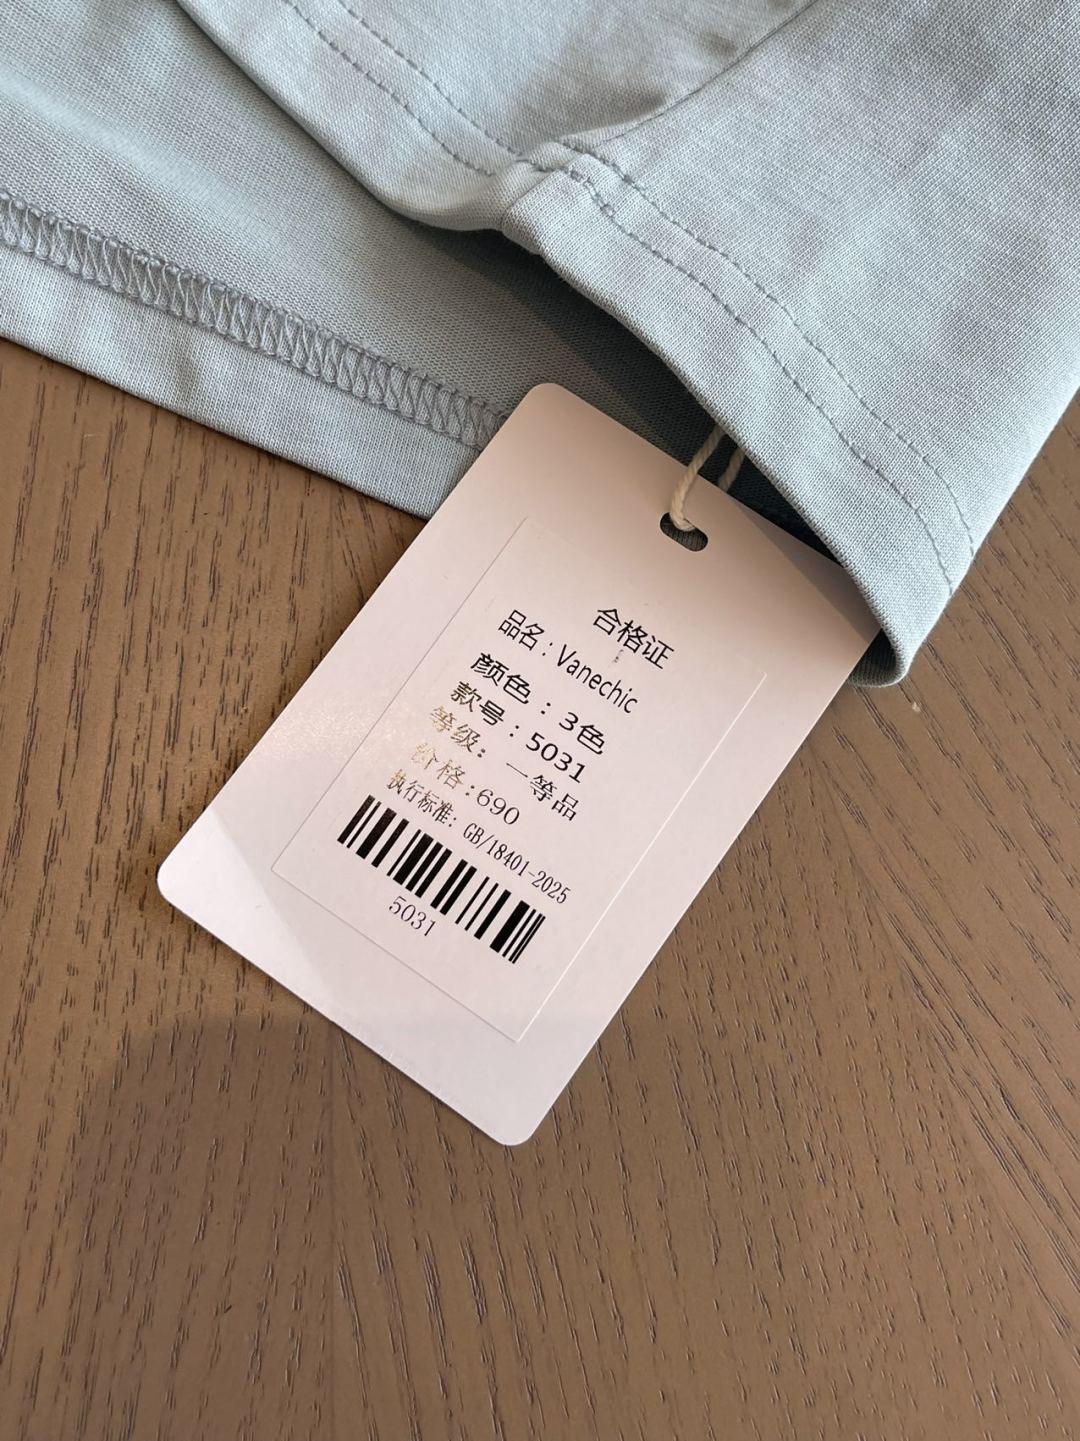 合格证
品名：Vanechic
颜色：3色
款号：5031
等级：一等品
价格：690
执行标准：GB/18401-2025
5031